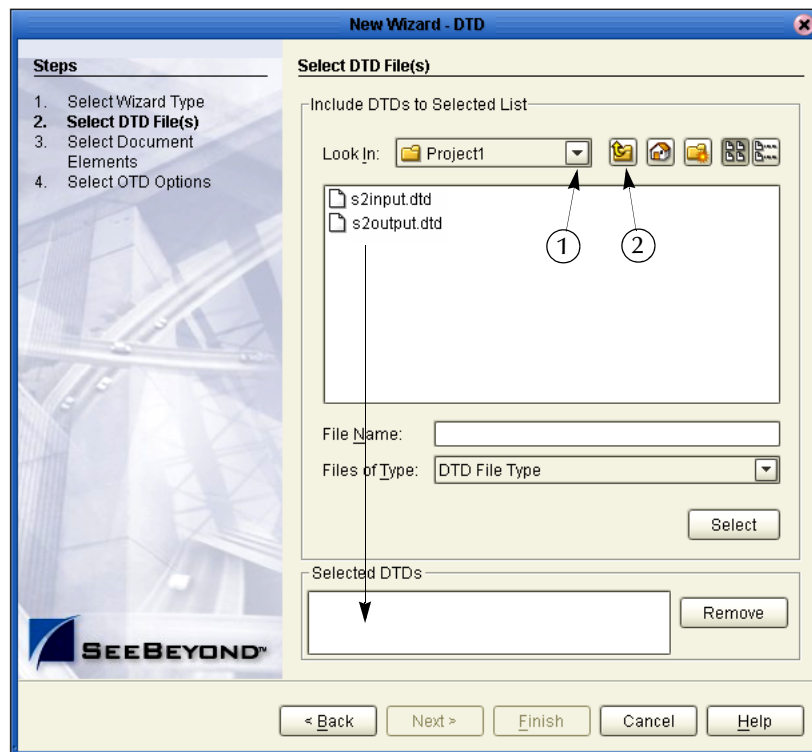 New Wizard - DTD
Steps
1. Select Wizard Type
2. Select DTD File(s)
3. Select Document
Elements
4. Select OTD Options
Select DTD File(s)
Include DTDs to Selected List
Look In: Project1
s2input.dtd
s2output.dtd
1 2
File Name:
Files of Type: DTD File Type
Select
Selected DTDs
Remove
SEEBEYOND™
< Back Next > Finish Cancel Help